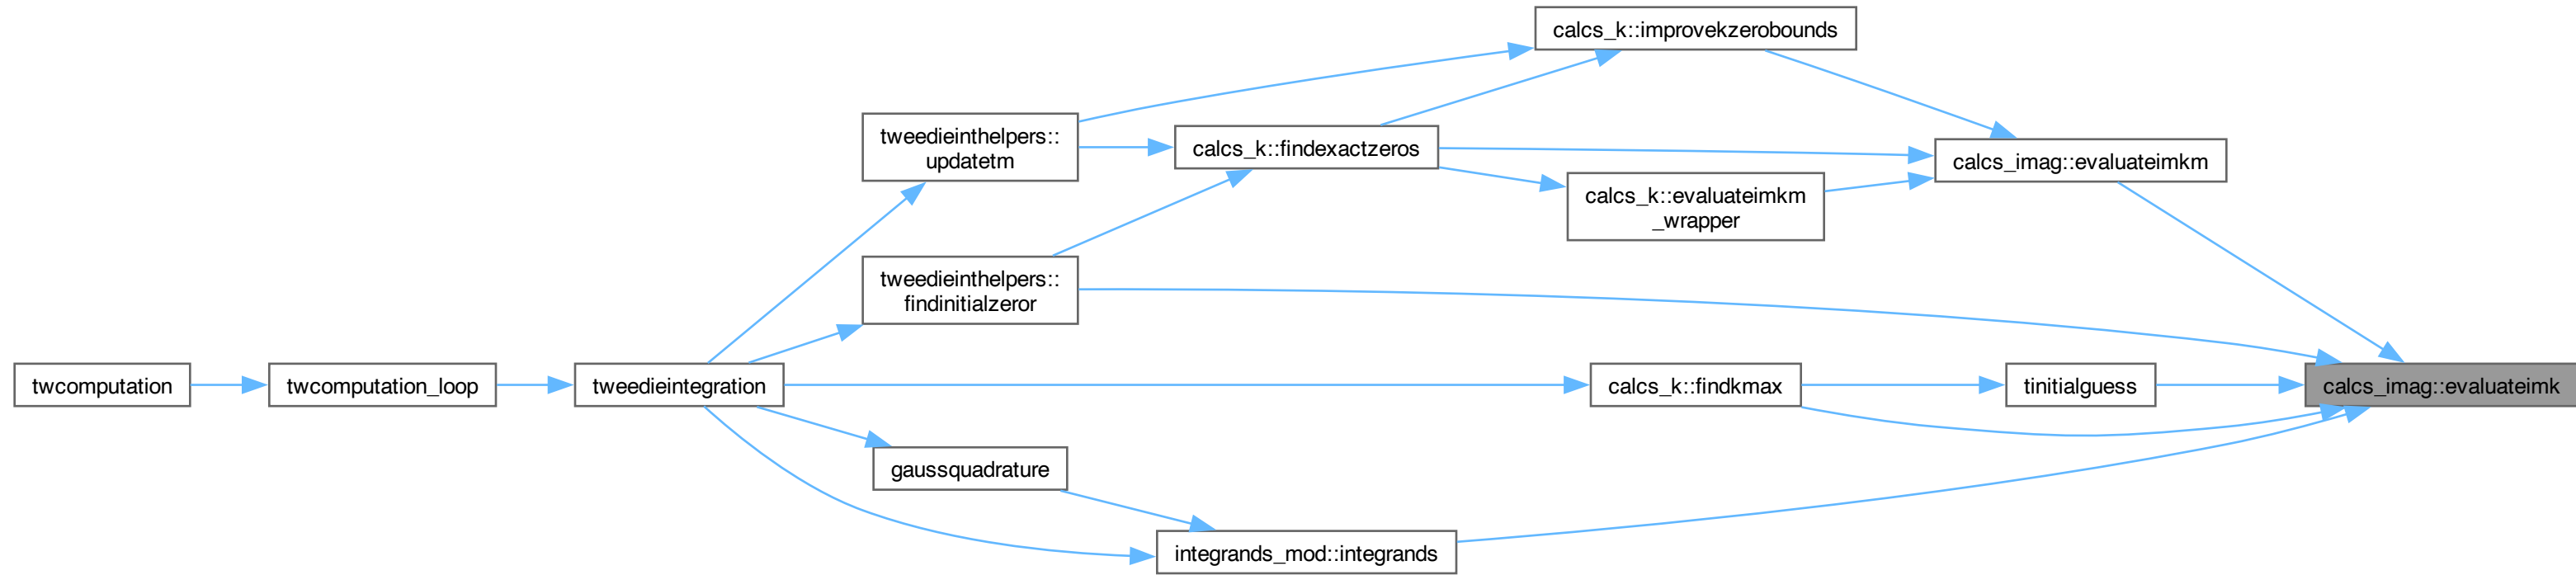 calcs_k::improvekzerobounds
tweedieinthelpers::
updatetm
calcs_k::findexactzeros
calcs_imag::evaluateimkm
calcs_k::evaluateimkm
_wrapper
tweedieinthelpers::
findinitialzeror
twcomputation
twcomputation_loop
tweedieintegration
calcs_k::findkmax
tinitialguess
calcs_imag::evaluateimk
gaussquadrature
integrands_mod::integrands